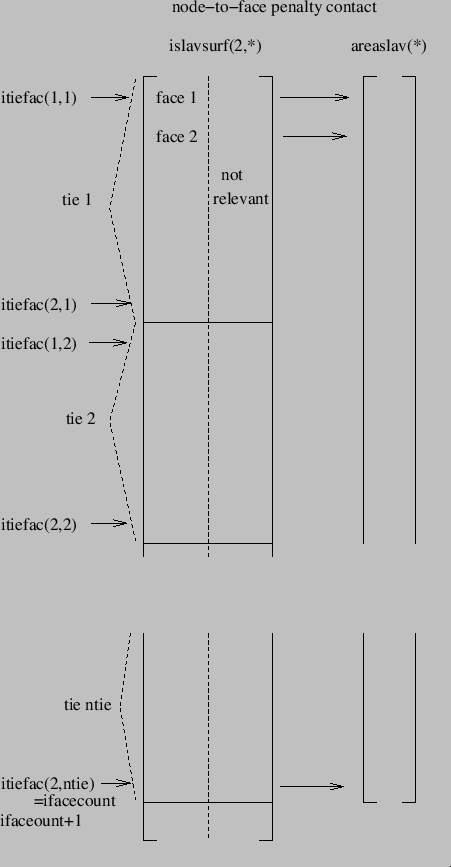 node-to-face penalty contact
islavsurf(2,*) areaslav(*)
itiefac(1,1) face 1
face 2
not
tie 1 relevant
itiefac(2,1)
itiefac(1,2)
tie 2
itiefac(2,2)
tie ntie
itiefac(2,ntie)
=ifacecount
ifaceount+1